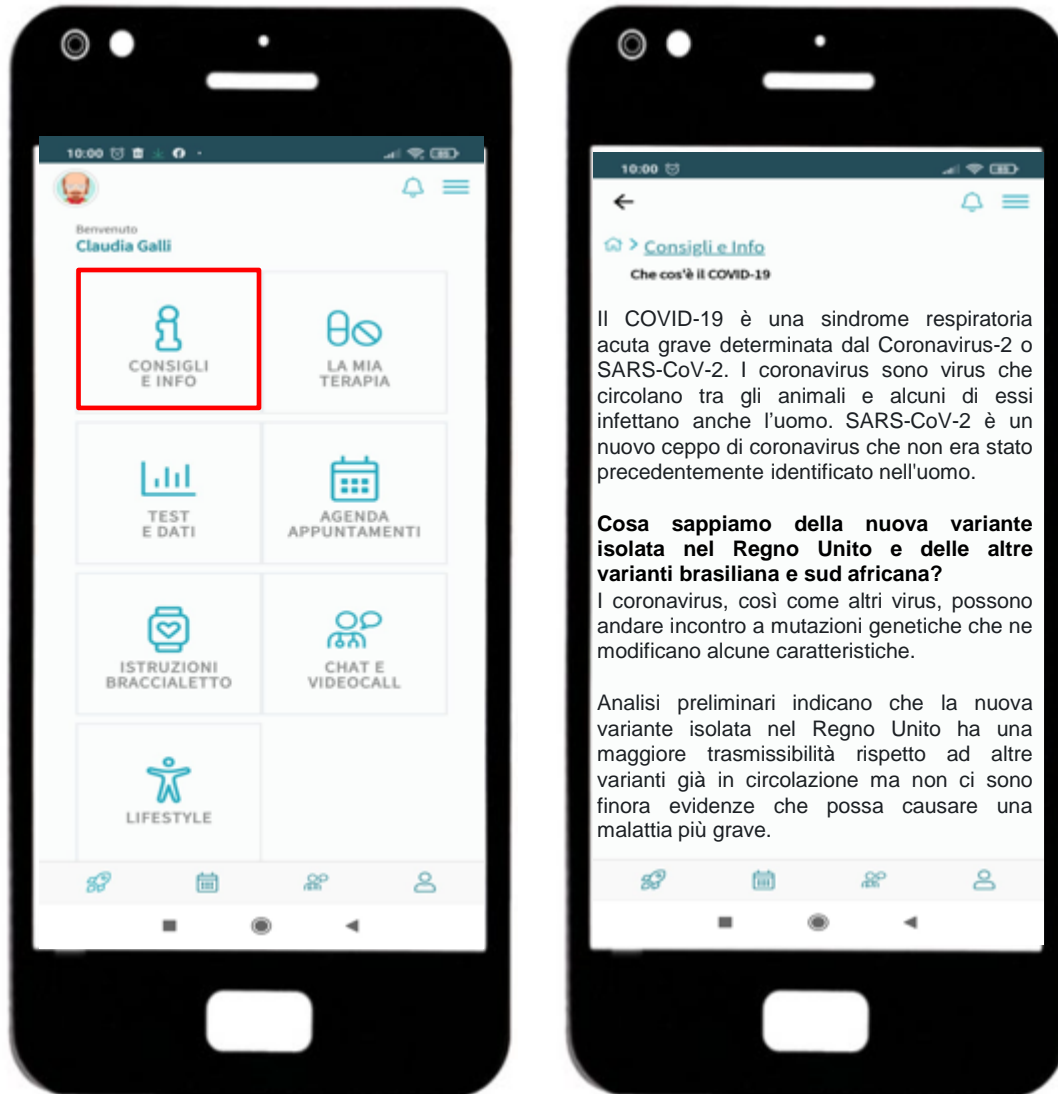 10:00
Benvenuto
Claudia Galli
CONSIGLI
E INFO
LA MIA
TERAPIA
TEST
E DATI
AGENDA
APPUNTAMENTI
ISTRUZIONI
BRACCIALETTO
CHAT E
VIDEOCALL
LIFESTYLE
10:00
Consigli e Info
Che cos'è il COVID-19
Il COVID-19 è una sindrome respiratoria
acuta grave determinata dal Coronavirus-2 o
SARS-CoV-2. I coronavirus sono virus che
circolano tra gli animali e alcuni di essi
infettano anche l’uomo. SARS-CoV-2 è un
nuovo ceppo di coronavirus che non era stato
precedentemente identificato nell'uomo.
Cosa sappiamo della nuova variante
isolata nel Regno Unito e delle altre
varianti brasiliana e sud africana?
I coronavirus, così come altri virus, possono
andare incontro a mutazioni genetiche che ne
modificano alcune caratteristiche.
Analisi preliminari indicano che la nuova
variante isolata nel Regno Unito ha una
maggiore trasmissibilità rispetto ad altre
varianti già in circolazione ma non ci sono
finora evidenze che possa causare una
malattia più grave.